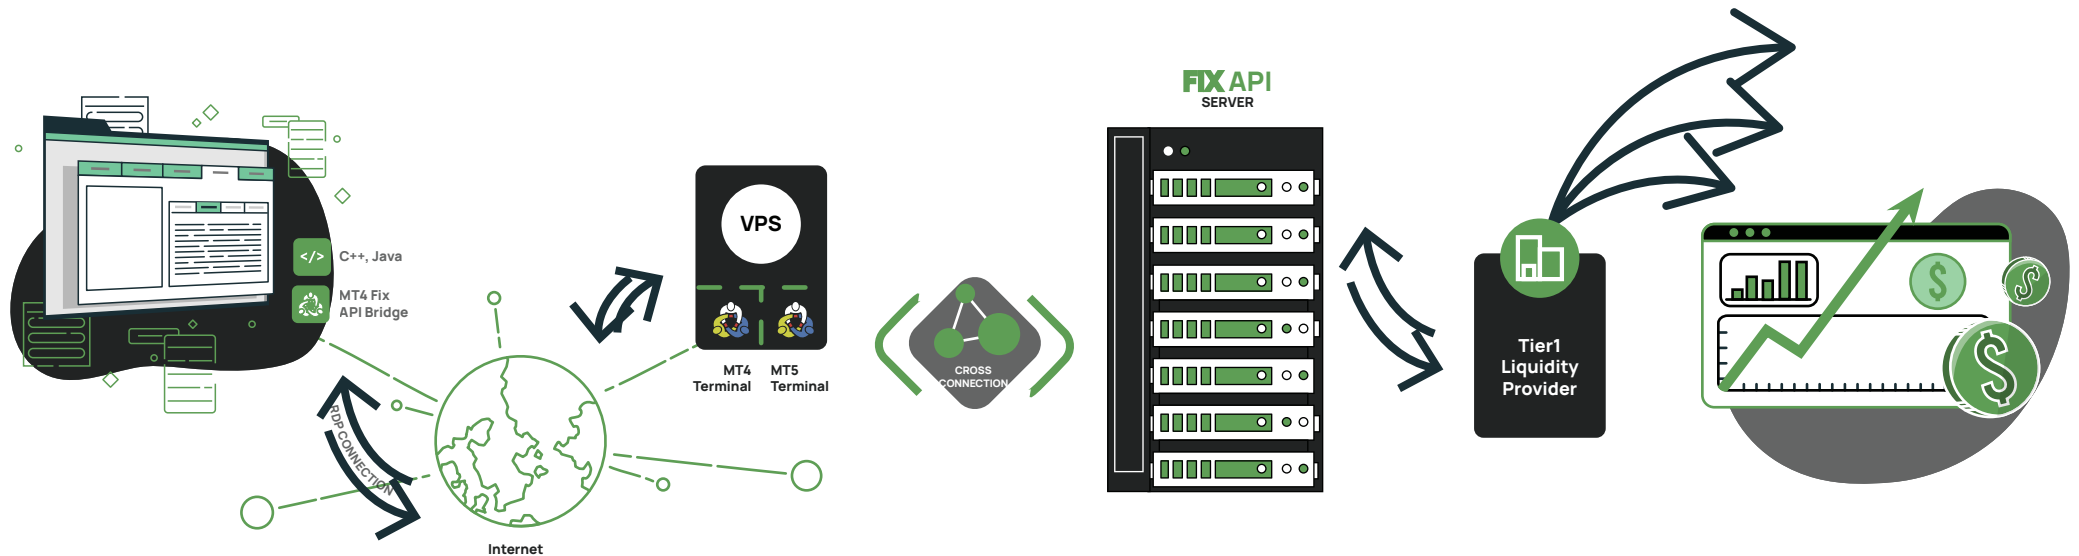 </>
C++, Java
MT4 Fix
API Bridge
RDP CONNECTION
Internet
VPS
MT4
Terminal
MT5
Terminal
CROSS
CONNECTION
FIX API
SERVER
Tier1
Liquidity
Provider
$
$
$